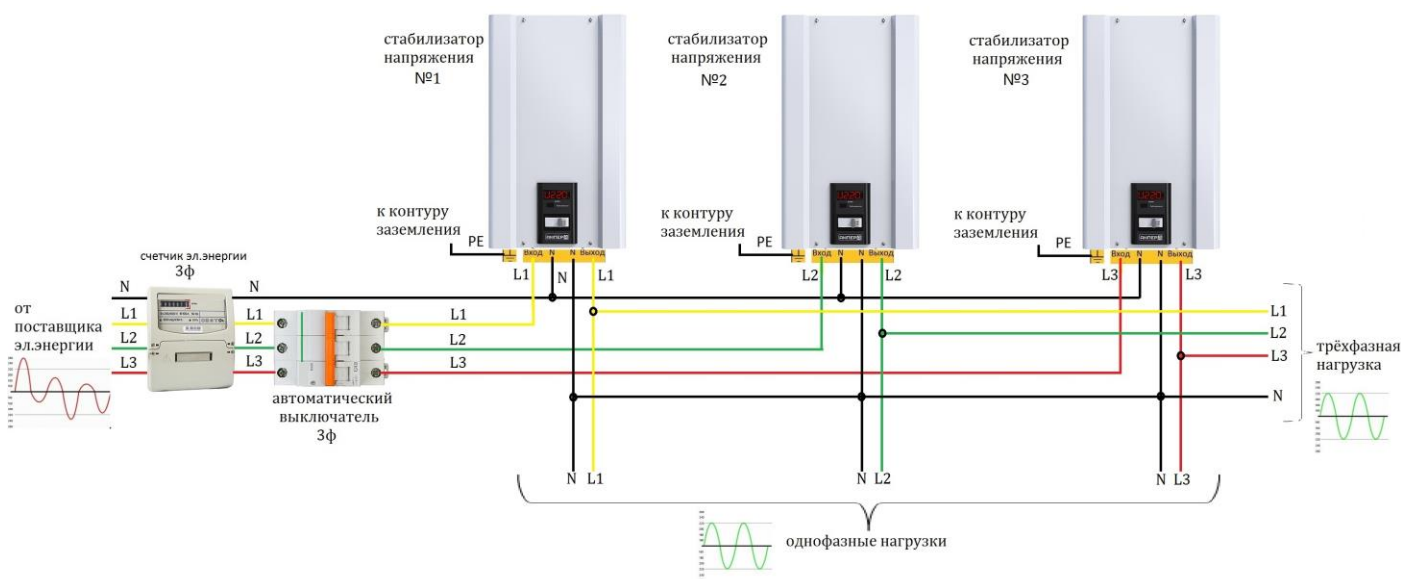 стабилизатор
напряжения
№1
стабилизатор
напряжения
№2
стабилизатор
напряжения
№3
к контуру
заземления
PE
к контуру
заземления
PE
к контуру
заземления
PE
Вход N N Выход
Вход N N Выход
Вход N N Выход
L1 N L1
L2 L2
L3 L3
счетчик эл.энергии
3ф
от
поставщика
эл.энергии
N N
L1 L1 L1
L2 L2 L2
L3 L3 L3
автоматический
выключатель
3ф
L1
L2
L3
N
трёхфазная
нагрузка
N L1
N L2
N L3
однофазные нагрузки